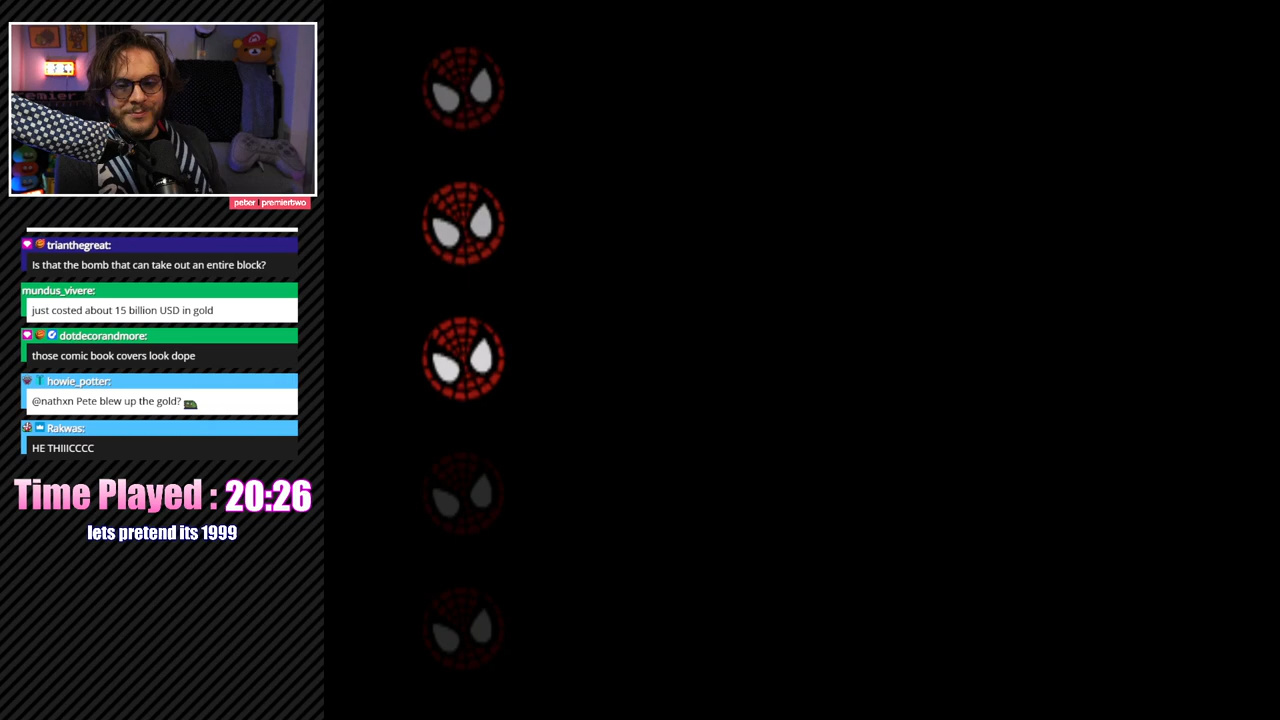 peter | premiertwo
trianthegreat:
Is that the bomb that can take out an entire block?
mundus_vivere:
just costed about 15 billion USD in gold
dotdecorandmore:
those comic book covers look dope
howie_potter:
@nathxn Pete blew up the gold?
Rakwas:
HE THIIICCCC
Time Played : 20:26
lets pretend its 1999